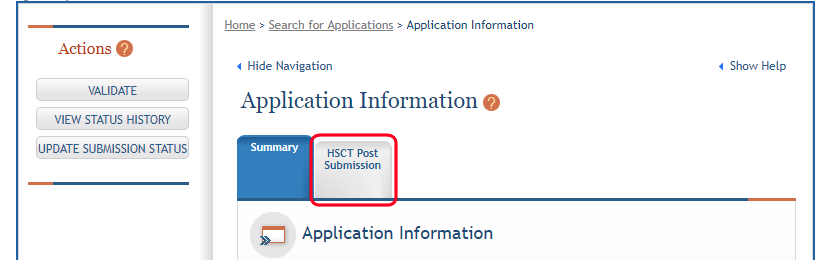 Home > Search for Applications > Application Information
Actions ?
Hide Navigation
Show Help
VALIDATE
VIEW STATUS HISTORY
UPDATE SUBMISSION STATUS
Application Information ?
Summary
HSCT Post
Submission
Application Information